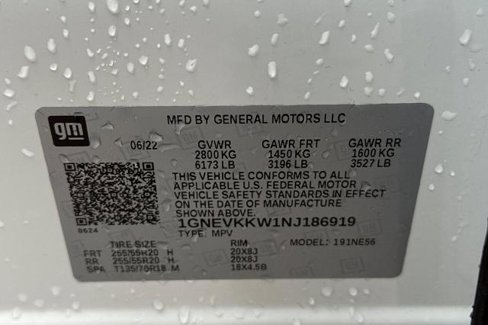 gm
MFD BY GENERAL MOTORS LLC
06/22 GVWR GAWR FRT GAWR RR
2800 KG 1450 KG 1600 KG
6173 LB 3196 LB 3527 LB
THIS VEHICLE CONFORMS TO ALL
APPLICABLE U.S. FEDERAL MOTOR
VEHICLE SAFETY STANDARDS IN EFFECT
ON THE DATE OF MANUFACTURE
SHOWN ABOVE.
1GNEVKKW1NJ186919
8624
TYPE: MPV
TIRE SIZE RIM MODEL: 191NE56
FRT 255/55R20 H 20X8J
RR 255/55R20 H 20X8J
SPA T135/70R18 M 18X4.5B